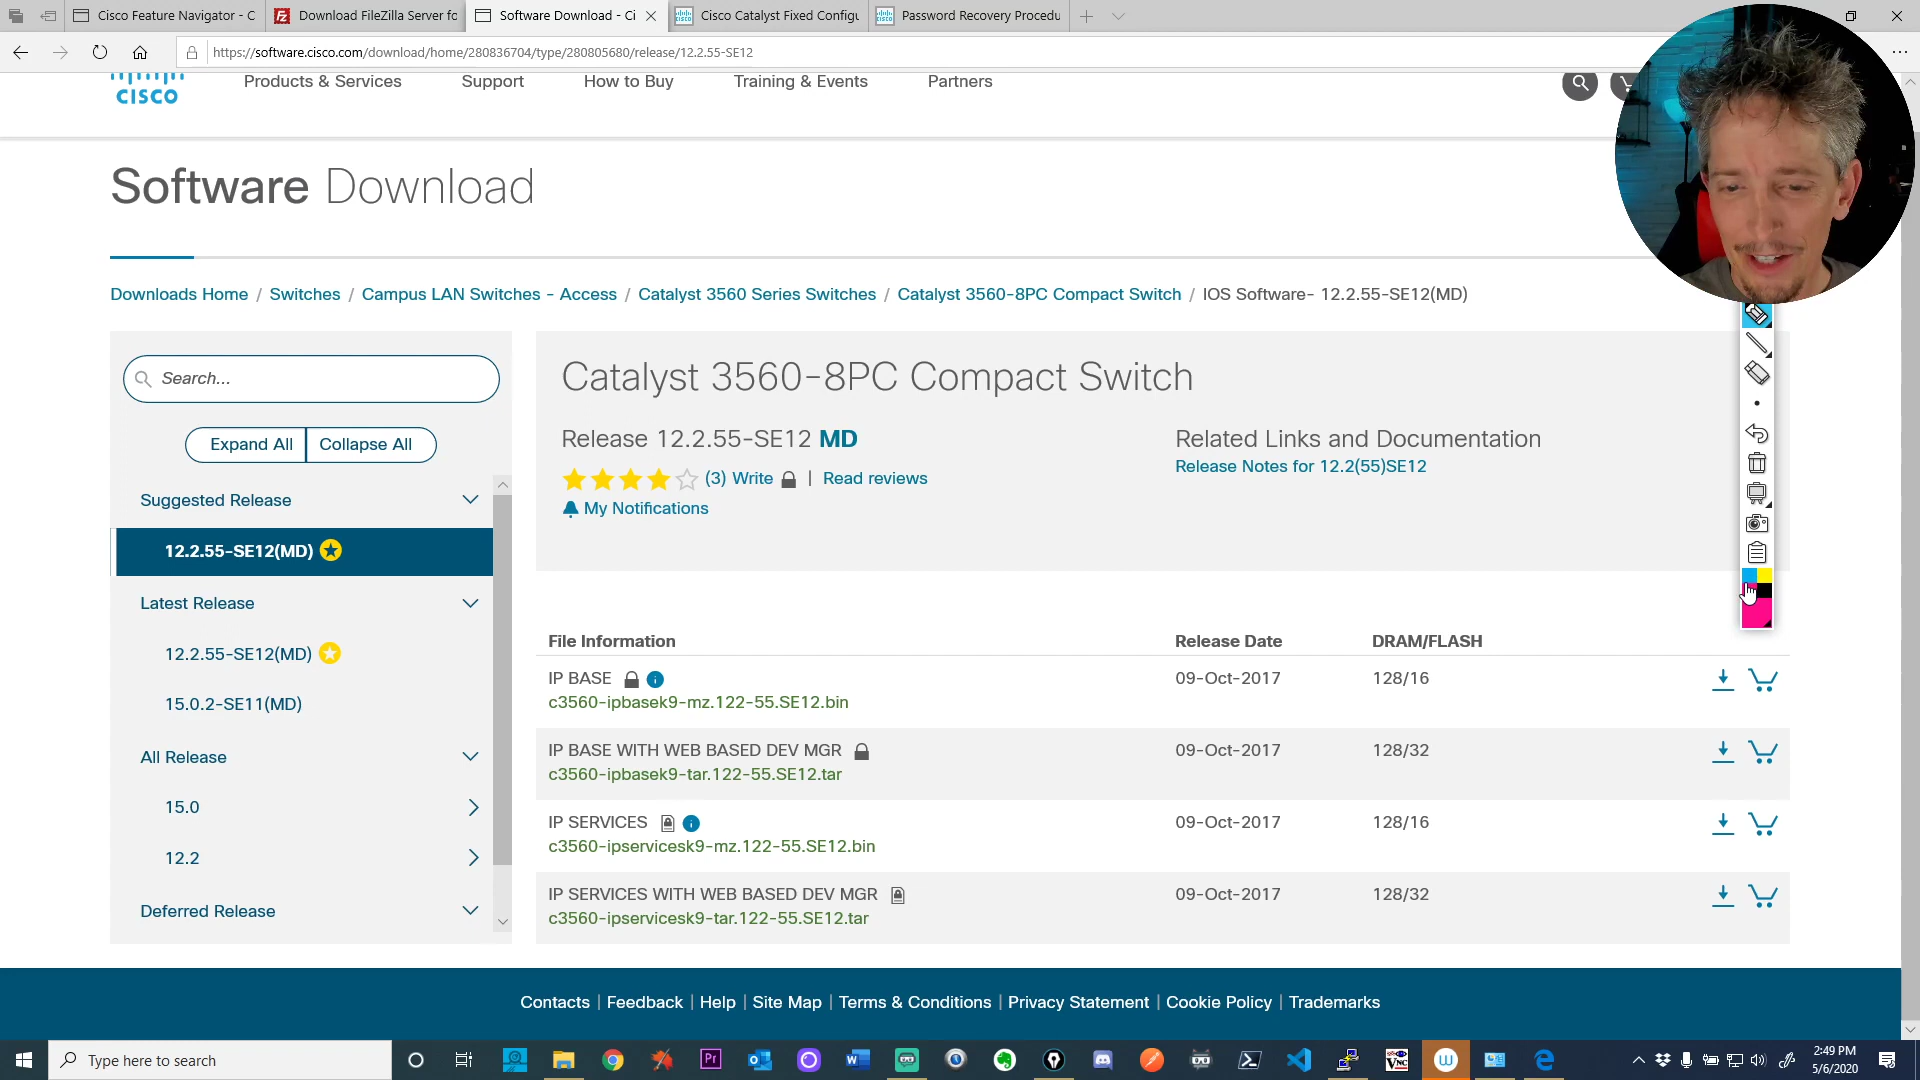 Cisco Feature Navigator - C
Download FileZilla Server fo
Software Download - Ci
Cisco Catalyst Fixed Configu
Password Recovery Procedu
https://software.cisco.com/download/home/280836704/type/280805680/release/12.2.55-SE12
CISCO
Products & Services
Support
How to Buy
Training & Events
Partners
Software Download
Downloads Home / Switches / Campus LAN Switches - Access / Catalyst 3560 Series Switches / Catalyst 3560-8PC Compact Switch / IOS Software- 12.2.55-SE12(MD)
Search...
Expand All
Collapse All
Suggested Release
12.2.55-SE12(MD)
Latest Release
12.2.55-SE12(MD)
15.0.2-SE11(MD)
All Release
15.0
12.2
Deferred Release
Catalyst 3560-8PC Compact Switch
Release 12.2.55-SE12 MD
(3) Write | Read reviews
My Notifications
Related Links and Documentation
Release Notes for 12.2(55)SE12
File Information
Release Date
DRAM/FLASH
IP BASE
c3560-ipbasek9-mz.122-55.SE12.bin
09-Oct-2017
128/16
IP BASE WITH WEB BASED DEV MGR
c3560-ipbasek9-tar.122-55.SE12.tar
09-Oct-2017
128/32
IP SERVICES
c3560-ipservicesk9-mz.122-55.SE12.bin
09-Oct-2017
128/16
IP SERVICES WITH WEB BASED DEV MGR
c3560-ipservicesk9-tar.122-55.SE12.tar
09-Oct-2017
128/32
Contacts | Feedback | Help | Site Map | Terms & Conditions | Privacy Statement | Cookie Policy | Trademarks
Type here to search
2:49 PM
5/6/2020